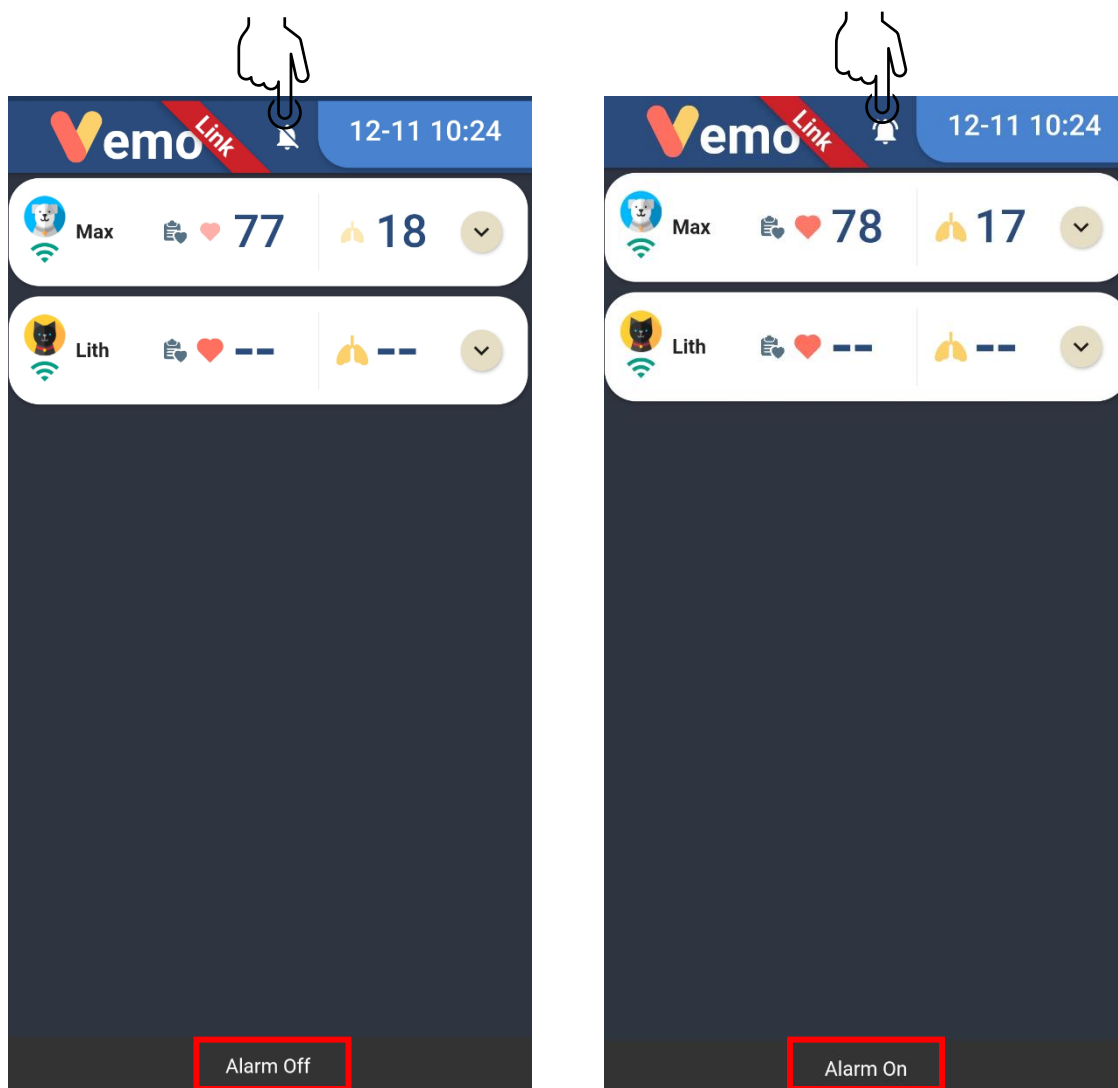 Vemo Link 12-11 10:24
Max 77 18
Lith -- --
Alarm Off
Vemo Link 12-11 10:24
Max 78 17
Lith -- --
Alarm On